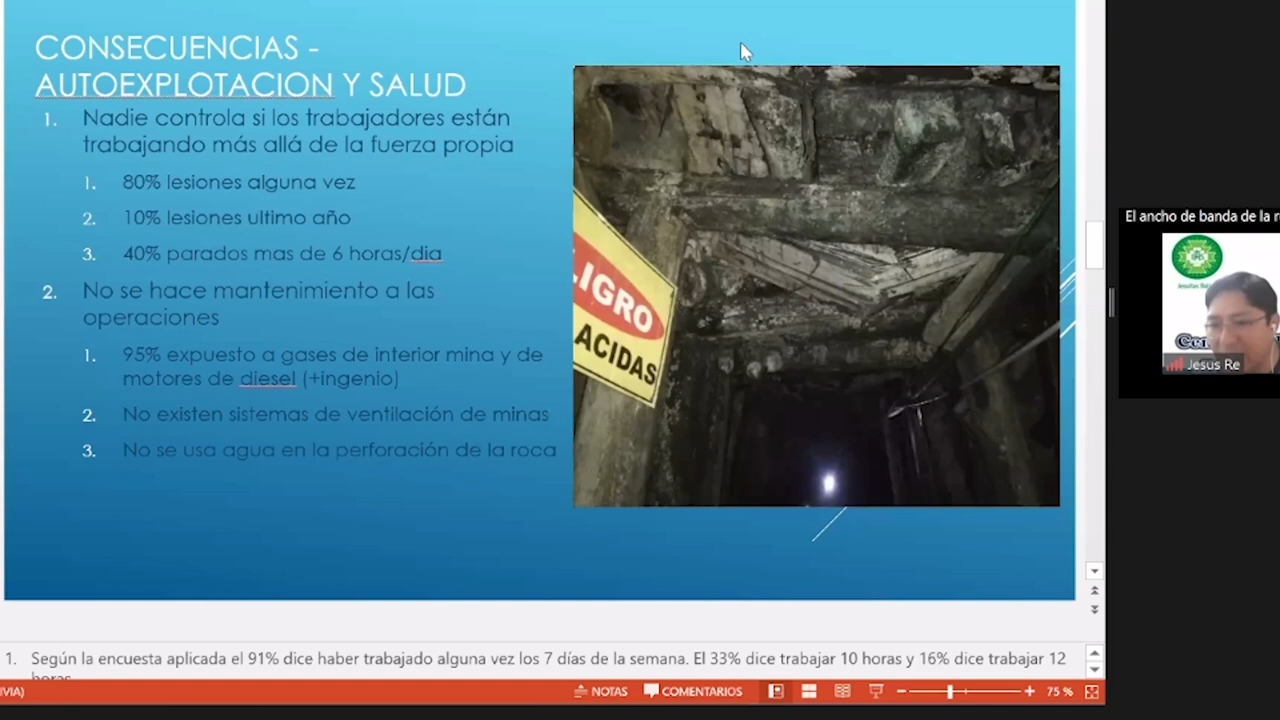 CONSECUENCIAS -
AUTOEXPLOTACION Y SALUD
1. Nadie controla si los trabajadores están
trabajando más allá de la fuerza propia
1. 80% lesiones alguna vez
2. 10% lesiones ultimo año
3. 40% parados mas de 6 horas/dia
2. No se hace mantenimiento a las
operaciones
1. 95% expuesto a gases de interior mina y de
motores de diesel (+ingenio)
2. No existen sistemas de ventilación de minas
3. No se usa agua en la perforación de la roca
LIGRO
ACIDAS
El ancho de banda de la
Jesus Re
1. Según la encuesta aplicada el 91% dice haber trabajado alguna vez los 7 días de la semana. El 33% dice trabajar 10 horas y 16% dice trabajar 12
horas
IVIA)
NOTAS
COMENTARIOS
75 %